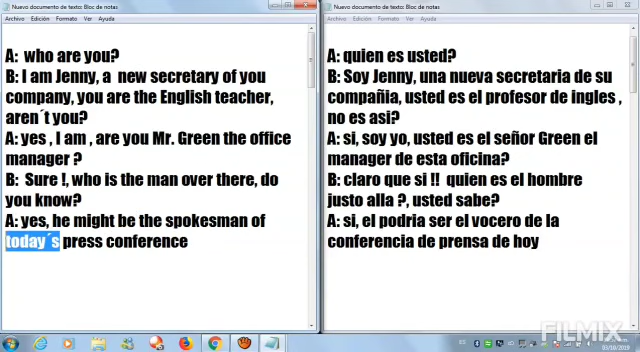 Nuevo documento de texto: Bloc de notas
Archivo Edición Formato Ver Ayuda
A: who are you?
B: I am Jenny, a new secretary of you
company, you are the English teacher,
aren´t you?
A: yes , I am , are you Mr. Green the office
manager ?
B: Sure !, who is the man over there, do
you know?
A: yes, he might be the spokesman of
today´s press conference
Nuevo documento de texto: Bloc de notas
Archivo Edición Formato Ver Ayuda
A: quien es usted?
B: Soy Jenny, una nueva secretaria de su
compañia, usted es el profesor de ingles ,
no es asi?
A: si, soy yo, usted es el señor Green el
manager de esta oficina?
B: claro que si !! quien es el hombre
justo alla ?, usted sabe?
A: si, el podria ser el vocero de la
conferencia de prensa de hoy
ES
FILMIX
03/10/2019